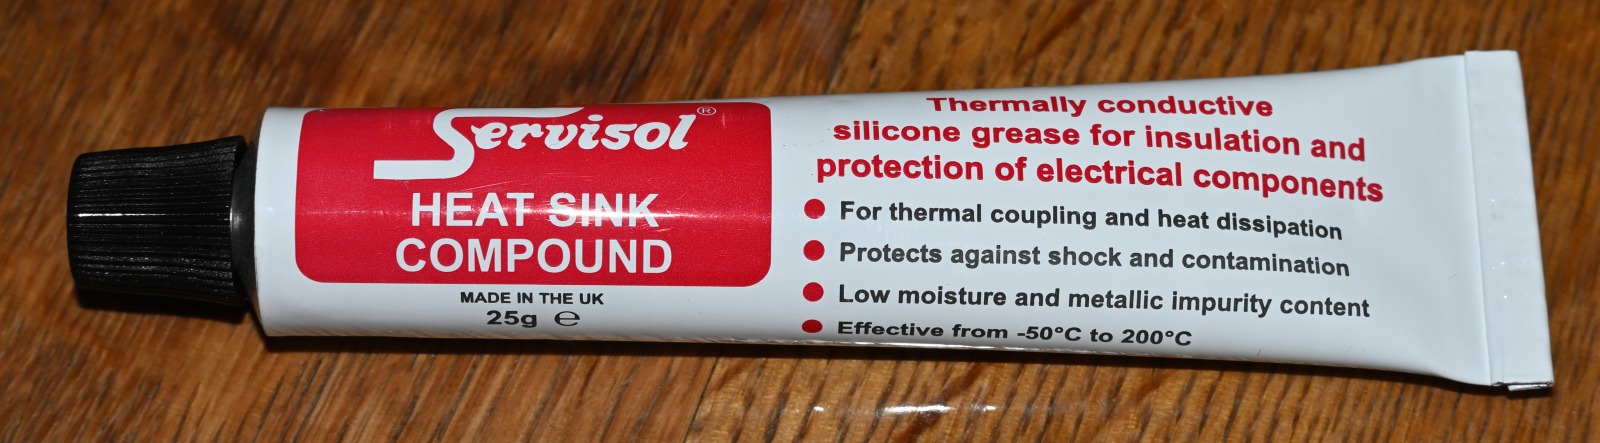 Servisol®
HEAT SINK
COMPOUND
MADE IN THE UK
25g ℮
Thermally conductive
silicone grease for insulation and
protection of electrical components
● For thermal coupling and heat dissipation
● Protects against shock and contamination
● Low moisture and metallic impurity content
● Effective from -50°C to 200°C